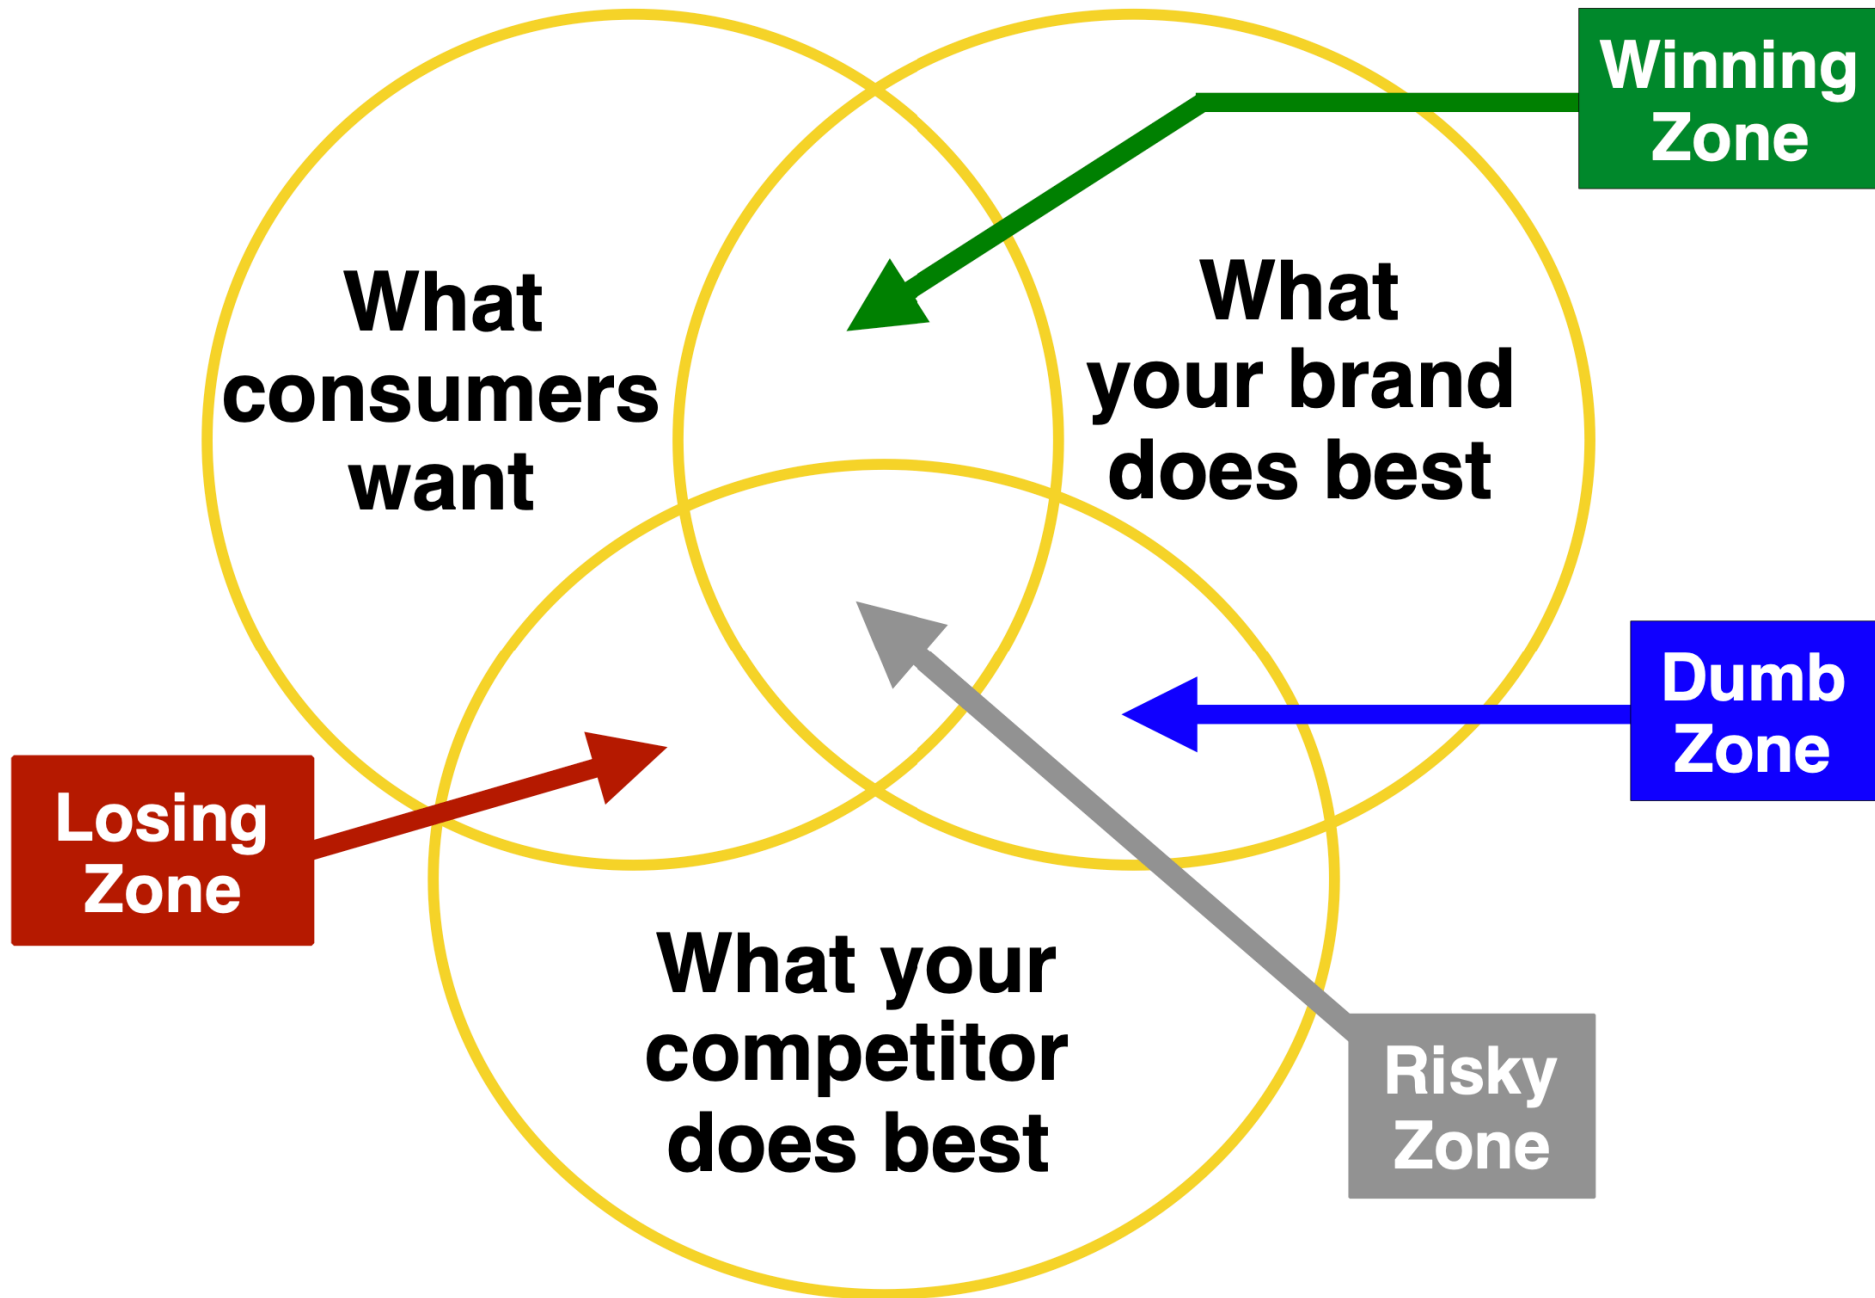 Winning
Zone
What
consumers
want
What
your brand
does best
Dumb
Zone
Losing
Zone
What your
competitor
does best
Risky
Zone